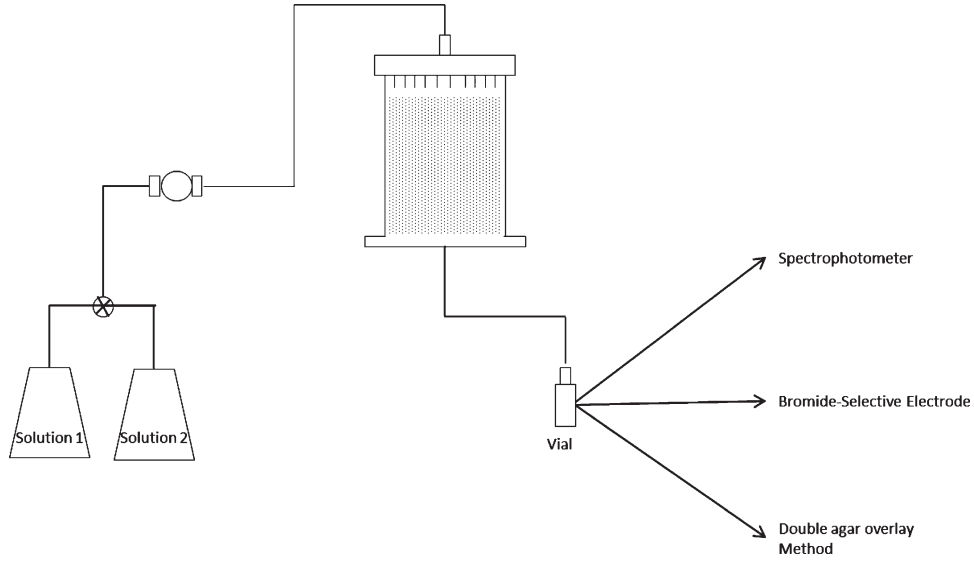 Solution 1
Solution 2
Vial
Spectrophotometer
Bromide-Selective Electrode
Double agar overlay
Method